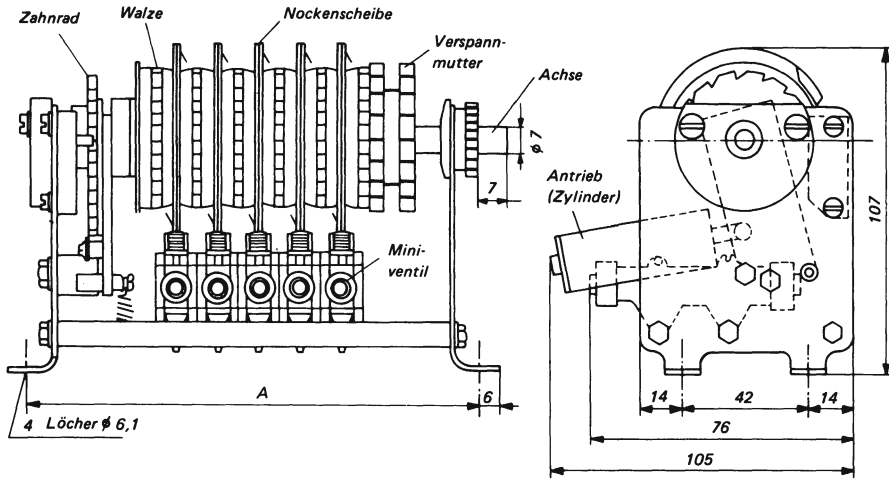 Zahnrad
Walze
Nockenscheibe
Verspann-
mutter
Achse
ϕ 7
7
Antrieb
(Zylinder)
107
Mini-
ventil
A
6
4 Löcher ϕ 6,1
14
42
14
76
105